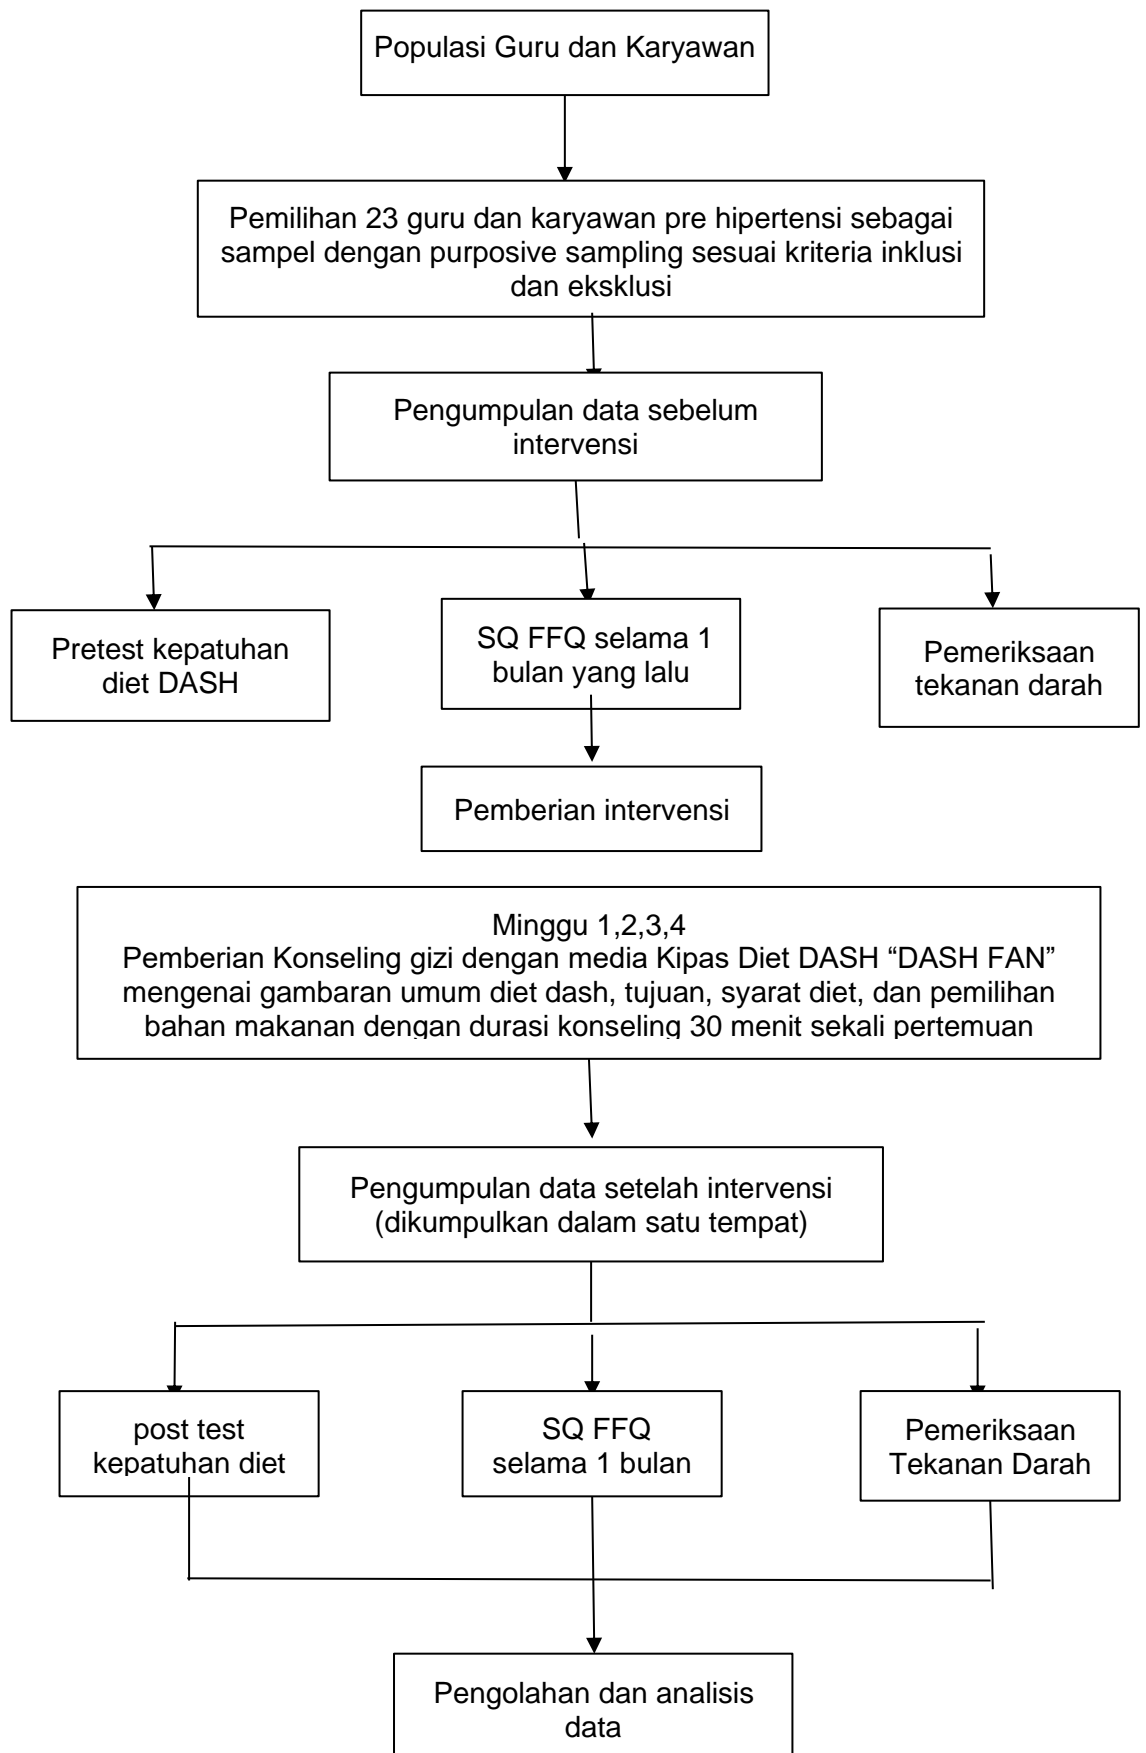 Populasi Guru dan Karyawan
Pemilihan 23 guru dan karyawan pre hipertensi sebagai
sampel dengan purposive sampling sesuai kriteria inklusi
dan eksklusi
Pengumpulan data sebelum
intervensi
Pretest kepatuhan
diet DASH
SQ FFQ selama 1
bulan yang lalu
Pemeriksaan
tekanan darah
Pemberian intervensi
Minggu 1,2,3,4
Pemberian Konseling gizi dengan media Kipas Diet DASH “DASH FAN”
mengenai gambaran umum diet dash, tujuan, syarat diet, dan pemilihan
bahan makanan dengan durasi konseling 30 menit sekali pertemuan
Pengumpulan data setelah intervensi
(dikumpulkan dalam satu tempat)
post test
kepatuhan diet
SQ FFQ
selama 1 bulan
Pemeriksaan
Tekanan Darah
Pengolahan dan analisis
data